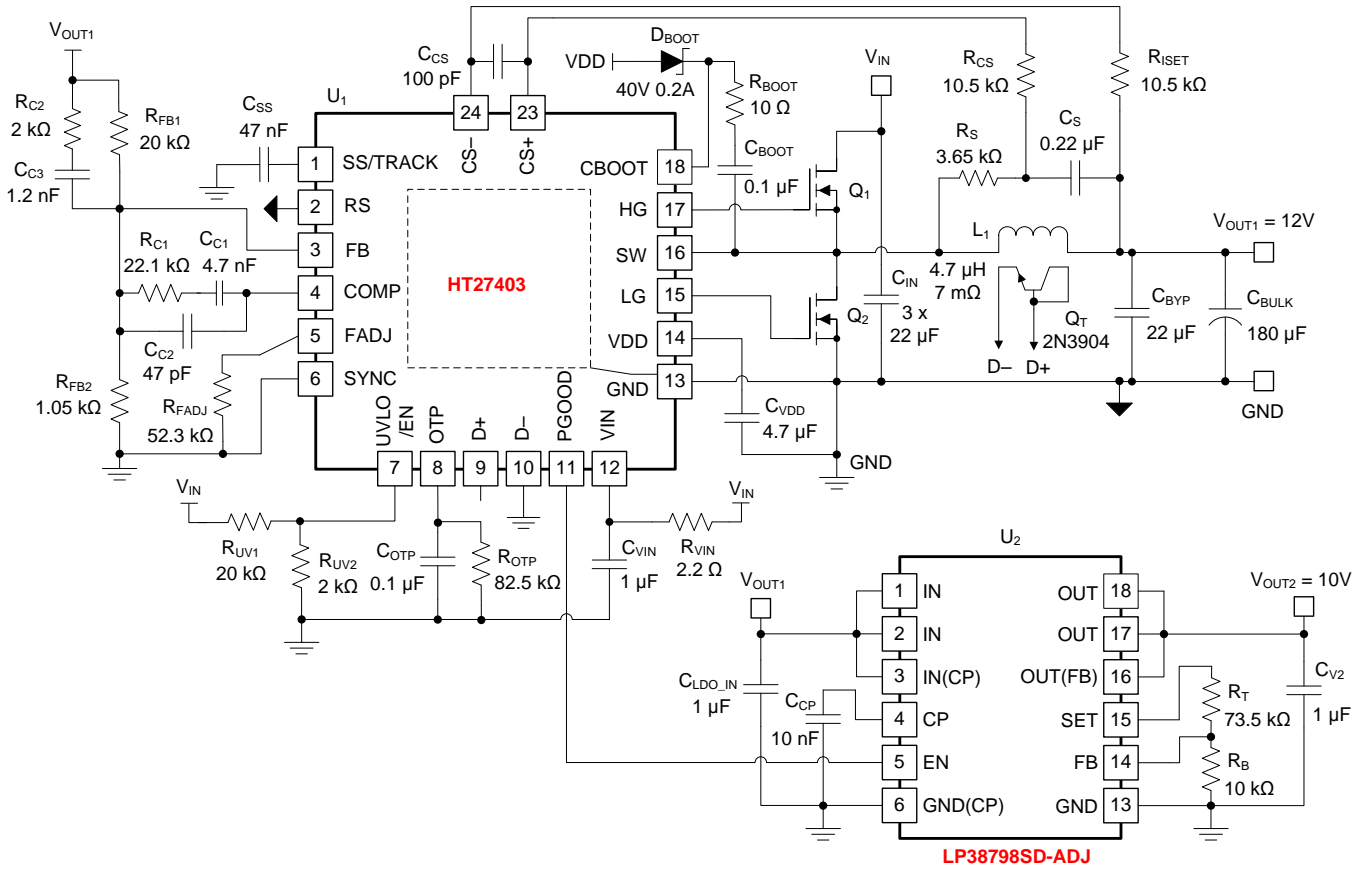 VOUT1
RC2
2 kΩ
CC3
1.2 nF
RFB1
20 kΩ
CSS
47 nF
RC1
22.1 kΩ
CC1
4.7 nF
CC2
47 pF
RFB2
1.05 kΩ
RFADJ
52.3 kΩ
U1
CCS
100 pF
24
23
CS–
CS+
1
SS/TRACK
2
RS
3
FB
4
COMP
5
FADJ
6
SYNC
HT27403
CBOOT
18
HG
17
SW
16
LG
15
VDD
14
GND
13
UVLO
/EN
OTP
D+
D–
PGOOD
VIN
7
8
9
10
11
12
VDD
DBOOT
40V 0.2A
RBOOT
10 Ω
CBOOT
0.1 µF
VIN
Q1
Q2
CIN
3 x
22 µF
CVDD
4.7 µF
GND
RCS
10.5 kΩ
RISET
10.5 kΩ
RS
3.65 kΩ
CS
0.22 µF
L1
4.7 µH
7 mΩ
QT
2N3904
D–
D+
VOUT1 = 12V
CBYP
22 µF
CBULK
180 µF
GND
VIN
RUV1
20 kΩ
RUV2
2 kΩ
COTP
0.1 µF
ROTP
82.5 kΩ
CVIN
1 µF
RVIN
2.2 Ω
VIN
U2
VOUT1
CLDO_IN
1 µF
CCP
10 nF
1
IN
2
IN
3
IN(CP)
4
CP
5
EN
6
GND(CP)
OUT
18
OUT
17
OUT(FB)
16
SET
15
FB
14
GND
13
VOUT2 = 10V
RT
73.5 kΩ
RB
10 kΩ
CV2
1 µF
LP38798SD-ADJ